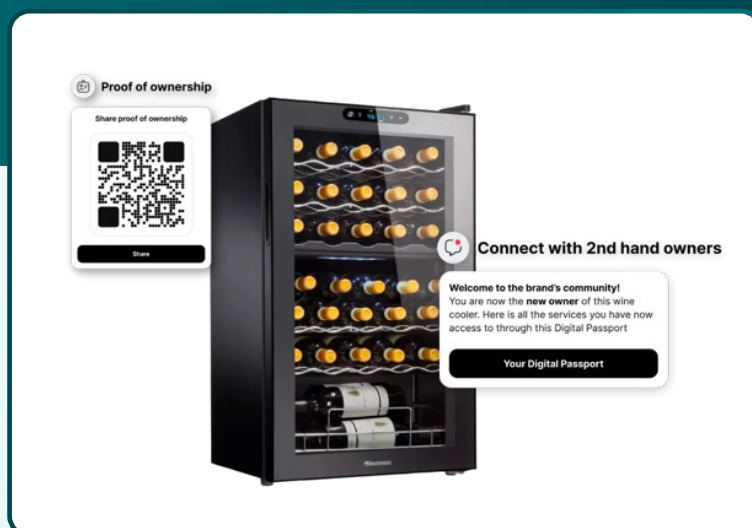 Proof of ownership
Share proof of ownership
Share
Connect with 2nd hand owners
Welcome to the brand's community!
You are now the new owner of this wine
cooler. Here is all the services you have now
access to through this Digital Passport
Your Digital Passport